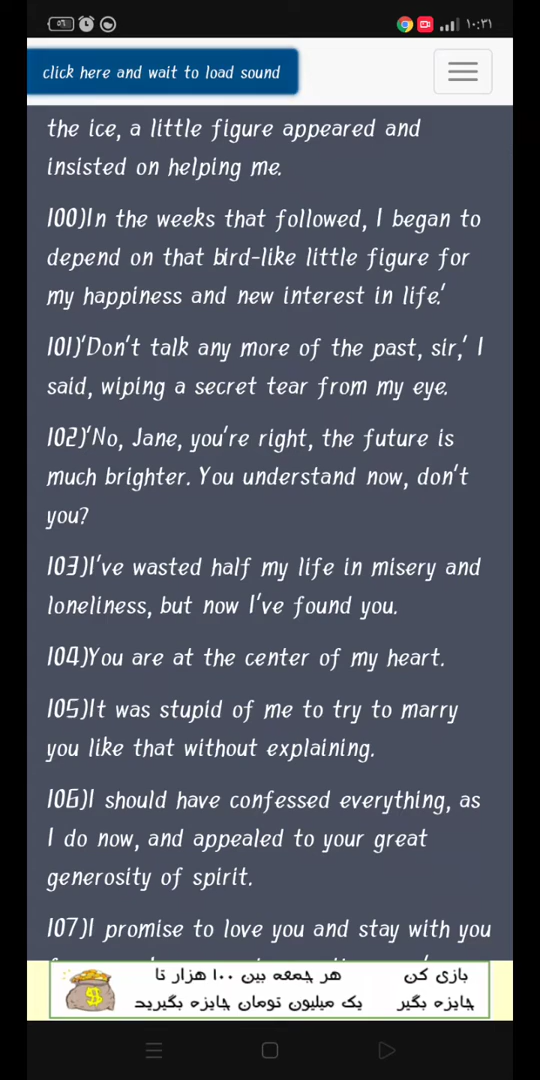 ۵۶
۱۰:۳۱
click here and wait to load sound
the ice, a little figure appeared and
insisted on helping me.
100)In the weeks that followed, I began to
depend on that bird-like little figure for
my happiness and new interest in life.'
101)'Don't talk any more of the past, sir,' I
said, wiping a secret tear from my eye.
102)'No, Jane, you're right, the future is
much brighter. You understand now, don't
you?
103)I've wasted half my life in misery and
loneliness, but now I've found you.
104)You are at the center of my heart.
105)It was stupid of me to try to marry
you like that without explaining.
106)I should have confessed everything, as
I do now, and appealed to your great
generosity of spirit.
107)I promise to love you and stay with you
بازی کن
جایزه بگیر
هر جمعه بین ۱۰۰ هزار تا
یک میلیون تومان جایزه بگیرید